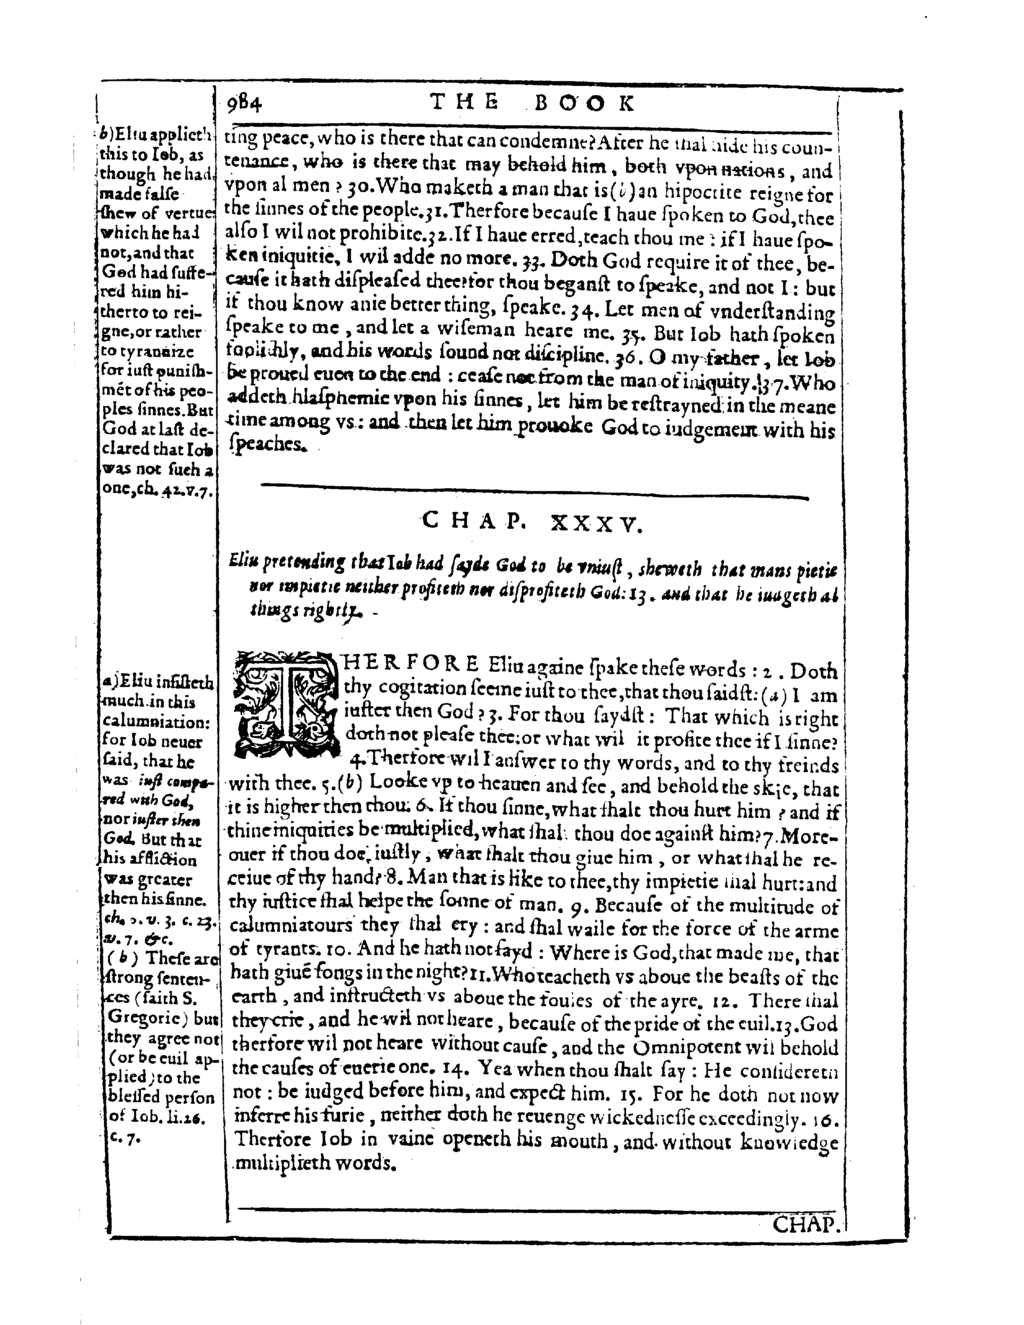 984 THE BOOK
b)Eliu applieth
this to Iob, as
though he had
made false
shew of vertue
which he had
not, and that
God had suffe-
red him hi-
therto to rei-
gne, or rather
to tyrannize
for iust punish-
mēt of his peo-
ples sinnes. But
God at last de-
clared that Iob
was not such a
one, ch. 42. v. 7.
ting peace, who is there that can condemne? After he shal hide his coun-
tenance, who is there that may behold him, both vpon nations, and
vpon al men? 30. Who maketh a man that is (b) an hipocrite reigne for
the sinnes of the people. 31. Therfore because I haue spoken to God, thee
also I wil not prohibite. 32. If I haue erred, teach thou me: if I haue spo-
ken iniquitie, I wil adde no more. 33. Doth God require it of thee, be-
cause it hath displeased thee? for thou beganst to speake, and not I: but
if thou know anie better thing, speake. 34. Let men of vnderstanding
speake to me, and let a wiseman heare me. 35. But Iob hath spoken
foolishly, and his words sound not discipline. 36. O my father, let Iob
be proued euen to the end: cease not from the man of iniquity. 37. Who
addeth blasphemie vpon his sinnes, let him be restrayned in the meane
time among vs: and then let him prouoke God to iudgement with his
speaches.
CHAP. XXXV.
Eliu pretending that Iob had sayde God to be vniust, sheweth that mans pietie
nor impietie neither profiteth nor disprofiteth God: 13. and that he iudgeth al
things rightly.
a) Eliu insisteth
much in this
calumniation:
for Iob neuer
said, that he
was iust compa-
red with God,
nor iuster then
God. But that
his affliction
was greater
then his sinne.
ch. v. 3. c. 23.
v. 7. &c.
(b) These are
strong senten-
ces (saith S.
Gregorie) but
they agree not
(or be euil ap-
plied) to the
blessed person
of Iob. li. 26.
c. 7.
THERFORE Eliu againe spake these words: 2. Doth
thy cogitation seeme iust to thee, that thou saidst: (a) I am
iuster then God? 3. For thou saydst: That which is right
doth not please thee: or what wil it profite thee if I sinne?
4. Therfore wil I answer to thy words, and to thy freinds
with thee. 5. (b) Looke vp to heauen and see, and behold the skie, that
it is higher then thou: 6. If thou sinne, what shalt thou hurt him? and if
thine iniquities be multiplied, what shal thou doe against him? 7. More-
ouer if thou doe iustly, what shalt thou giue him, or what shal he re-
ceiue of thy hand? 8. Man that is like to thee, thy impietie shal hurt: and
thy iustice shal helpe the sonne of man. 9. Because of the multitude of
calumniatours they shal cry: and shal waile for the force of the arme
of tyrants. 10. And he hath not sayd: Where is God, that made me, that
hath giuē songs in the night? 11. Who teacheth vs aboue the beasts of the
earth, and instructeth vs aboue the foules of the ayre. 12. There shal
they crie, and he wil not heare, because of the pride of the euil. 13. God
therfore wil not heare without cause, and the Omnipotent wil behold
the causes of euerie one. 14. Yea when thou shalt say: He considereth
not: be iudged before him, and expect him. 15. For he doth not now
inferre his furie, neither doth he reuenge wickednesse exceedingly. 16.
Therfore Iob in vaine openeth his mouth, and without knowledge
multiplieth words.
CHAP.